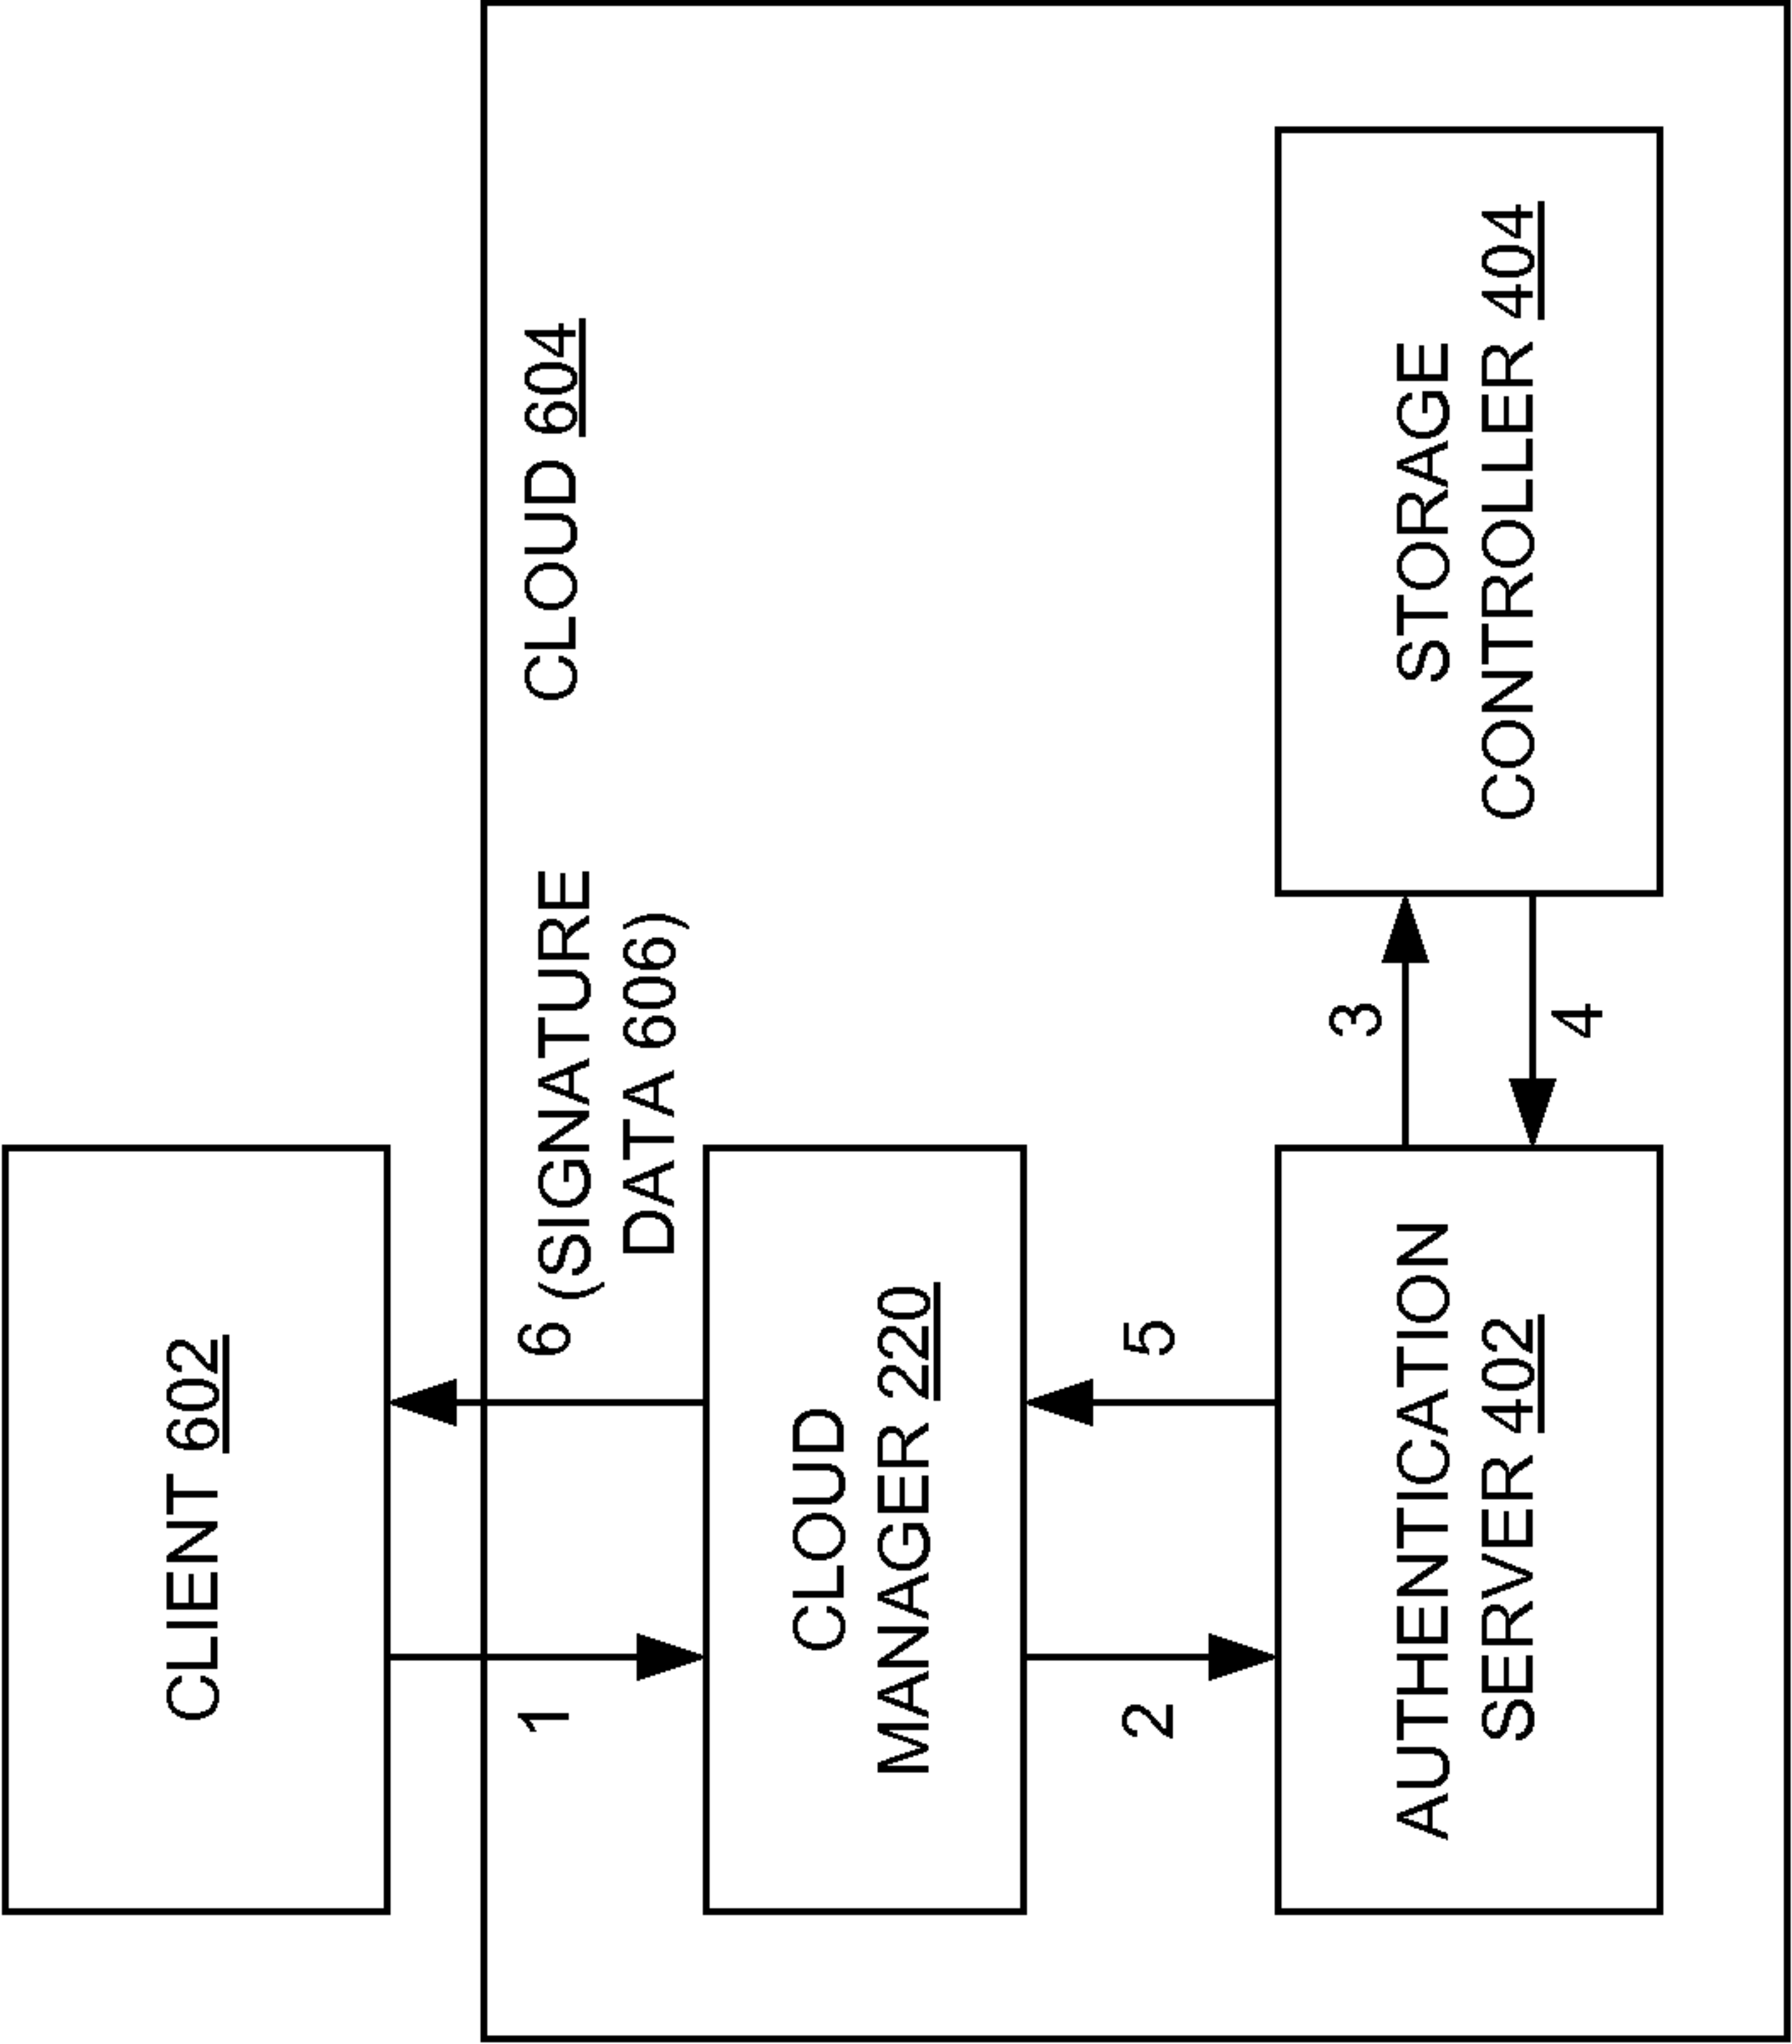 CLIENT 602
1
6 (SIGNATURE
DATA 606)
CLOUD 604
CLOUD
MANAGER 220
2
5
AUTHENTICATION
SERVER 402
3
4
STORAGE
CONTROLLER 404